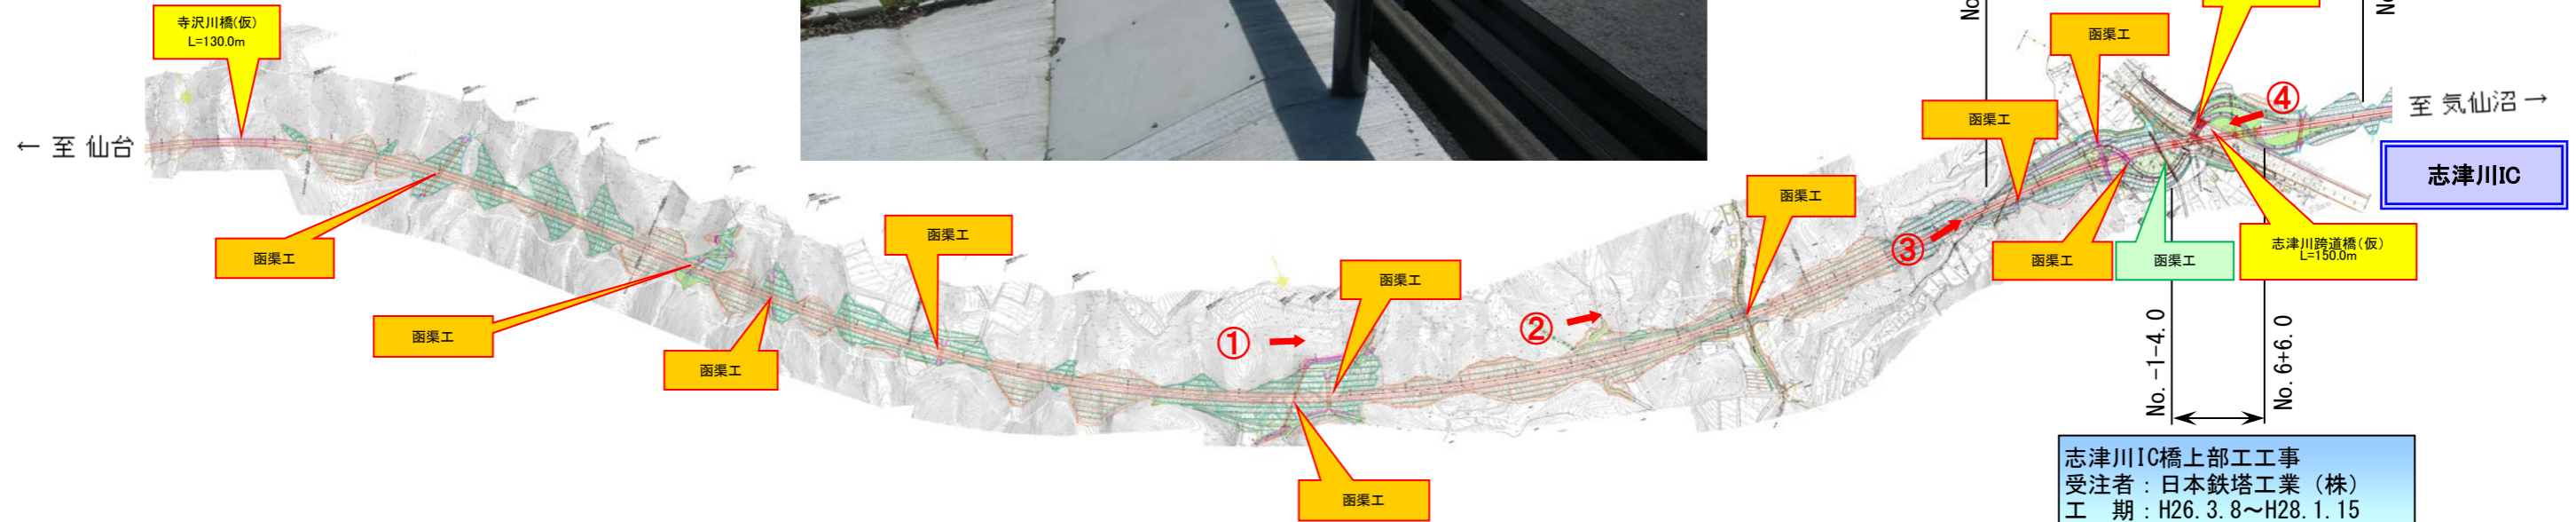 寺沢川橋(仮)
L=130.0m
← 至 仙台
函渠工
函渠工
函渠工
函渠工
①
函渠工
函渠工
②
函渠工
③
函渠工
函渠工
函渠工
函渠工
④
至 気仙沼 →
志津川IC
志津川跨道橋(仮)
L=150.0m
No.-1-4.0
No.6+6.0
志津川IC橋上部工工事
受注者：日本鉄塔工業（株）
工　期：H26.3.8～H28.1.15